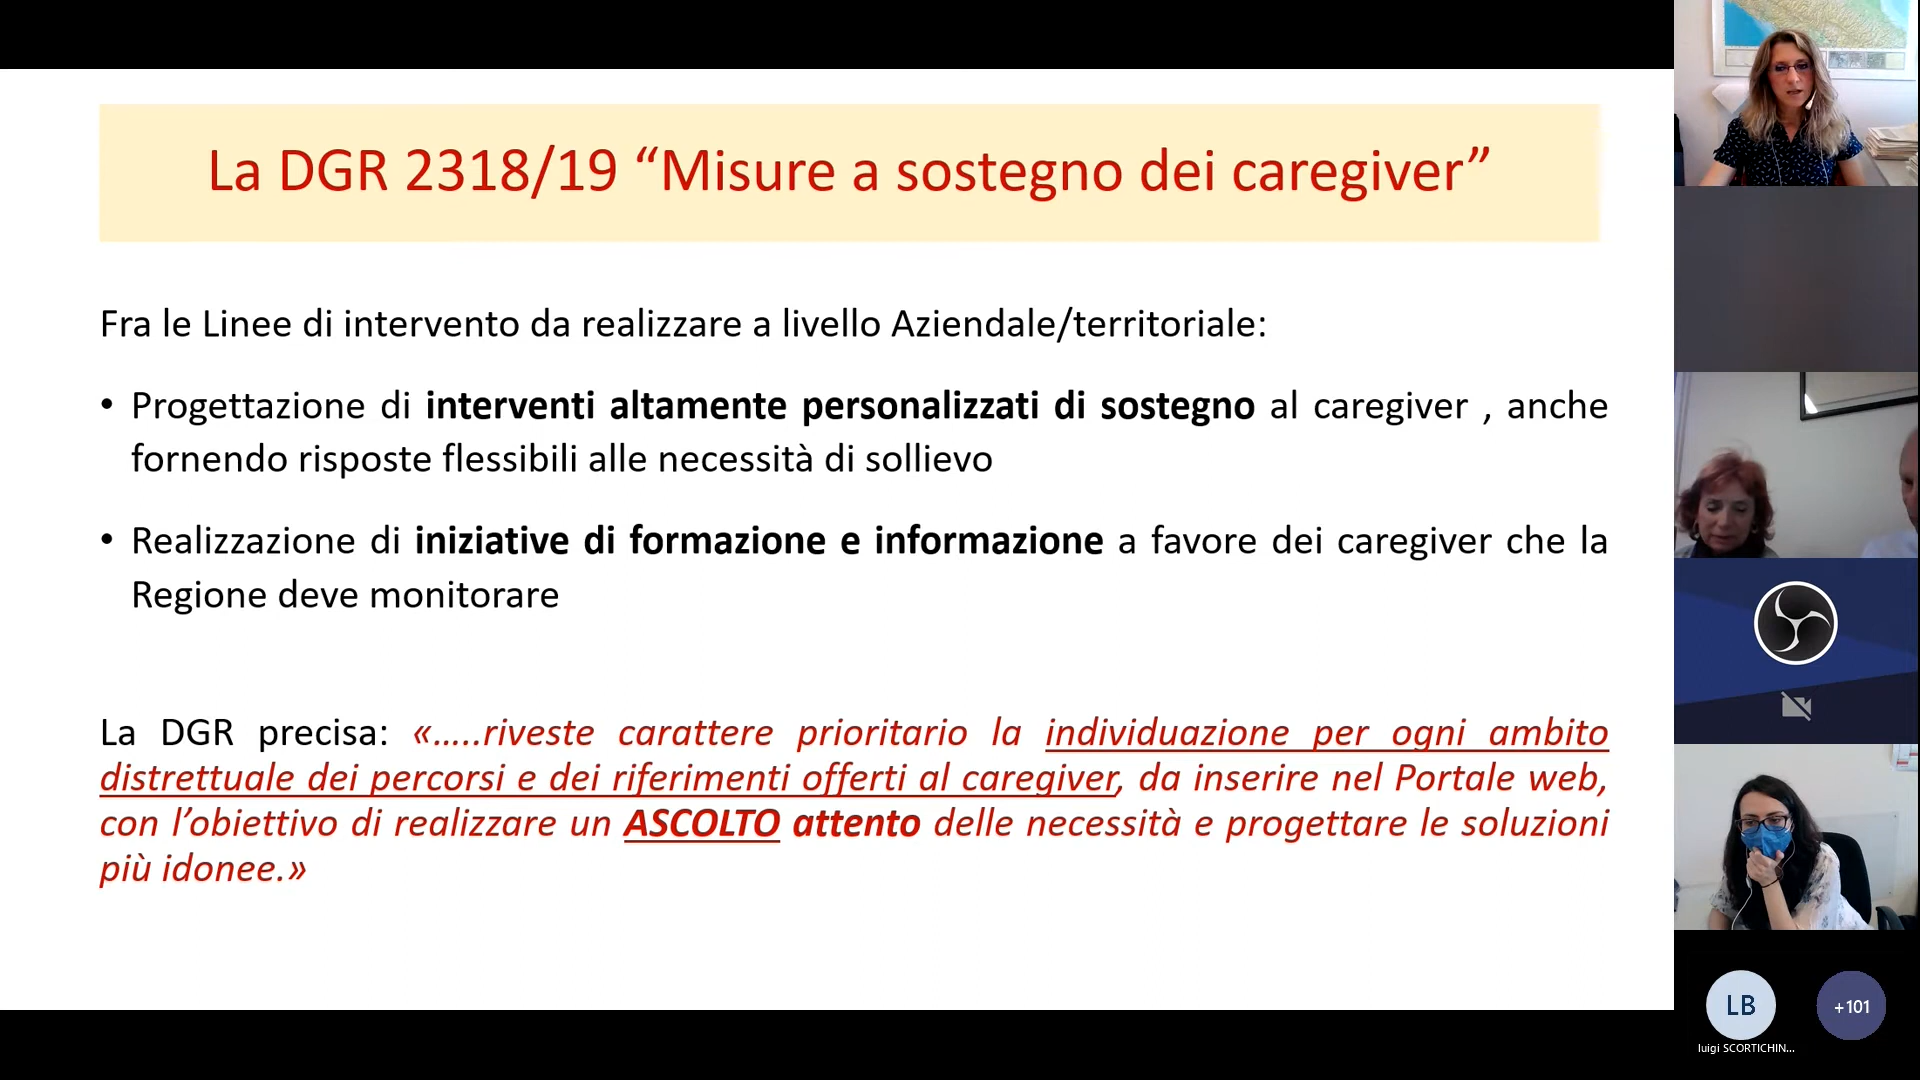 La DGR 2318/19 “Misure a sostegno dei caregiver”
Fra le Linee di intervento da realizzare a livello Aziendale/territoriale:
• Progettazione di interventi altamente personalizzati di sostegno al caregiver , anche
fornendo risposte flessibili alle necessità di sollievo
• Realizzazione di iniziative di formazione e informazione a favore dei caregiver che la
Regione deve monitorare
La DGR precisa: «…..riveste carattere prioritario la individuazione per ogni ambito
distrettuale dei percorsi e dei riferimenti offerti al caregiver, da inserire nel Portale web,
con l’obiettivo di realizzare un ASCOLTO attento delle necessità e progettare le soluzioni
più idonee.»
LB
+101
luigi SCORTICHIN...